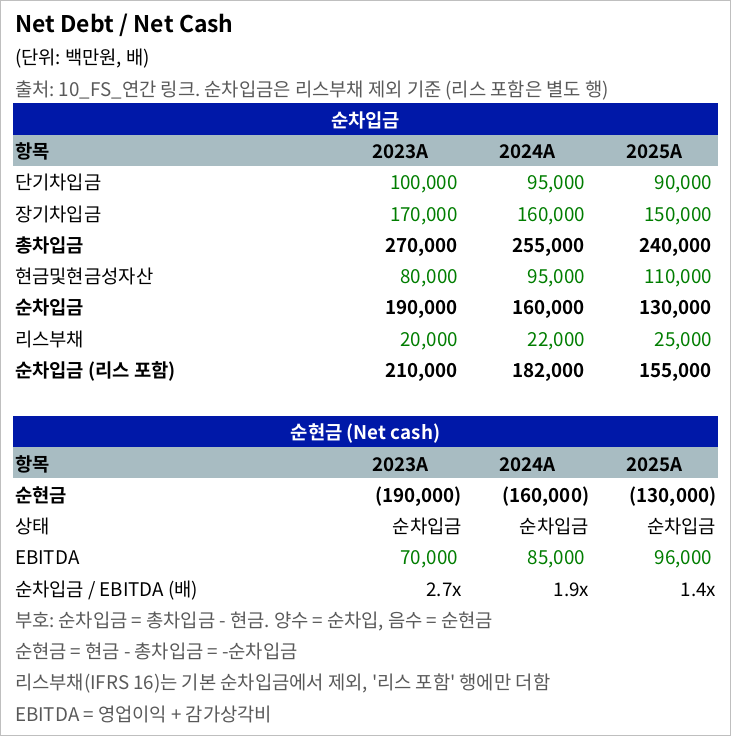 Net Debt / Net Cash
(단위: 백만원, 배)
출처: 10_FS_연간 링크. 순차입금은 리스부채 제외 기준 (리스 포함은 별도 행)
순차입금
항목 2023A 2024A 2025A
단기차입금 100,000 95,000 90,000
장기차입금 170,000 160,000 150,000
총차입금 270,000 255,000 240,000
현금및현금성자산 80,000 95,000 110,000
순차입금 190,000 160,000 130,000
리스부채 20,000 22,000 25,000
순차입금 (리스 포함) 210,000 182,000 155,000
순현금 (Net cash)
항목 2023A 2024A 2025A
순현금 (190,000) (160,000) (130,000)
상태 순차입금 순차입금 순차입금
EBITDA 70,000 85,000 96,000
순차입금 / EBITDA (배) 2.7x 1.9x 1.4x
부호: 순차입금 = 총차입금 - 현금. 양수 = 순차입, 음수 = 순현금
순현금 = 현금 - 총차입금 = -순차입금
리스부채(IFRS 16)는 기본 순차입금에서 제외, '리스 포함' 행에만 더함
EBITDA = 영업이익 + 감가상각비